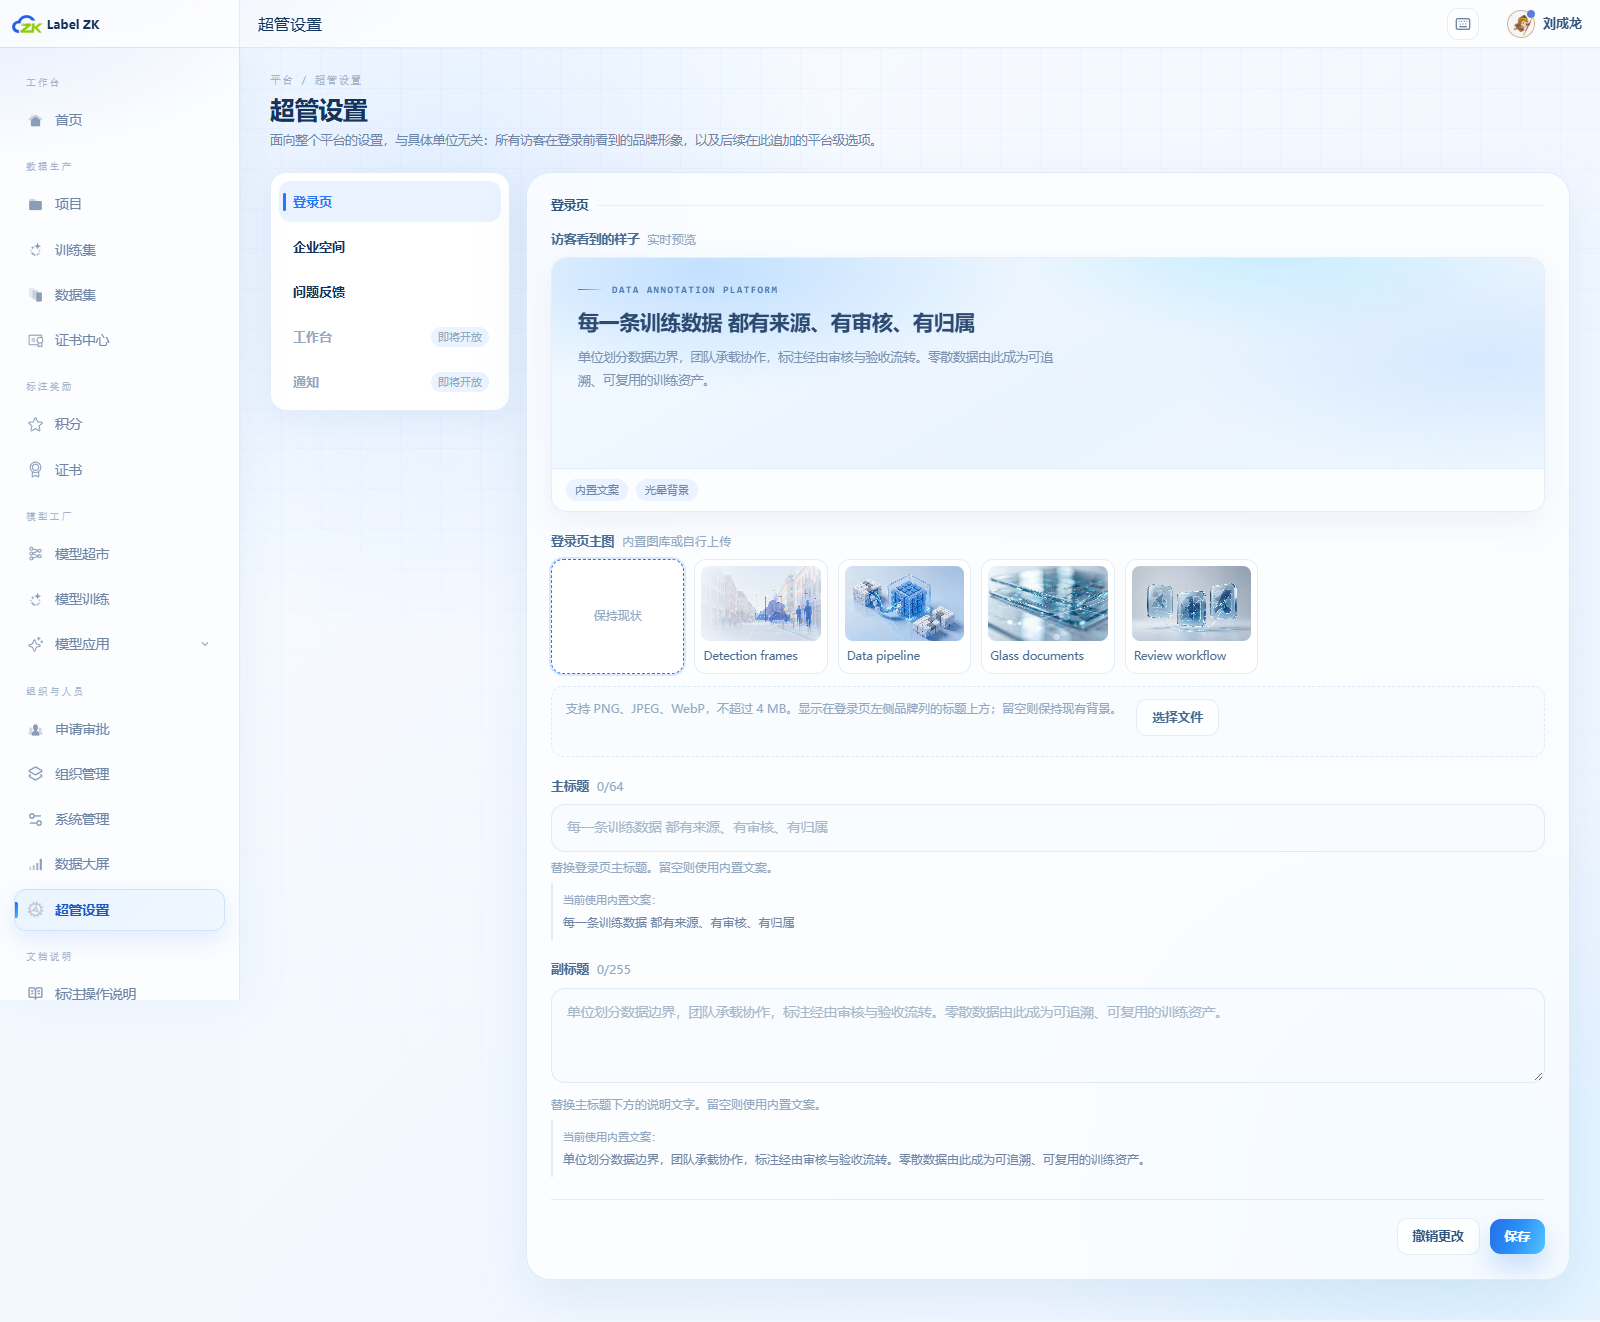 Label ZK
超管设置
刘成龙
工作台
首页
数据生产
项目
训练集
数据集
证书中心
标注奖励
积分
证书
模型工厂
模型超市
模型训练
模型应用
组织与人员
申请审批
组织管理
系统管理
数据大屏
超管设置
文档说明
标注操作说明
平台 / 超管设置
超管设置
面向整个平台的设置，与具体单位无关：所有访客在登录前看到的品牌形象，以及后续在此追加的平台级选项。
登录页
企业空间
问题反馈
工作台 即将开放
通知 即将开放
登录页
访客看到的样子 实时预览
DATA ANNOTATION PLATFORM
每一条训练数据 都有来源、有审核、有归属
单位划分数据边界，团队承载协作，标注经由审核与验收流转。零散数据由此成为可追
溯、可复用的训练资产。
内置文案 光晕背景
登录页主图 内置图库或自行上传
保持现状
Detection frames
Data pipeline
Glass documents
Review workflow
支持 PNG、JPEG、WebP，不超过 4 MB。显示在登录页左侧品牌列的标题上方；留空则保持现有背景。
选择文件
主标题 0/64
每一条训练数据 都有来源、有审核、有归属
替换登录页主标题。留空则使用内置文案。
当前使用内置文案：
每一条训练数据 都有来源、有审核、有归属
副标题 0/255
单位划分数据边界，团队承载协作，标注经由审核与验收流转。零散数据由此成为可追溯、可复用的训练资产。
替换主标题下方的说明文字。留空则使用内置文案。
当前使用内置文案：
单位划分数据边界，团队承载协作，标注经由审核与验收流转。零散数据由此成为可追溯、可复用的训练资产。
撤销更改
保存